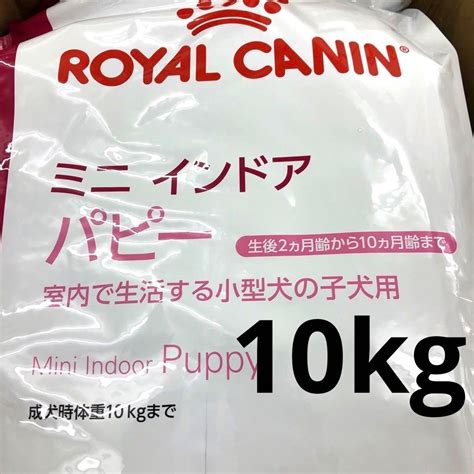 ROYAL CANIN
ミニ インドア
パピー
生後2ヵ月齢から10ヵ月齢まで
室内で生活する小型犬の子犬用
Mini Indoor Puppy
10kg
成犬時体重10kgまで